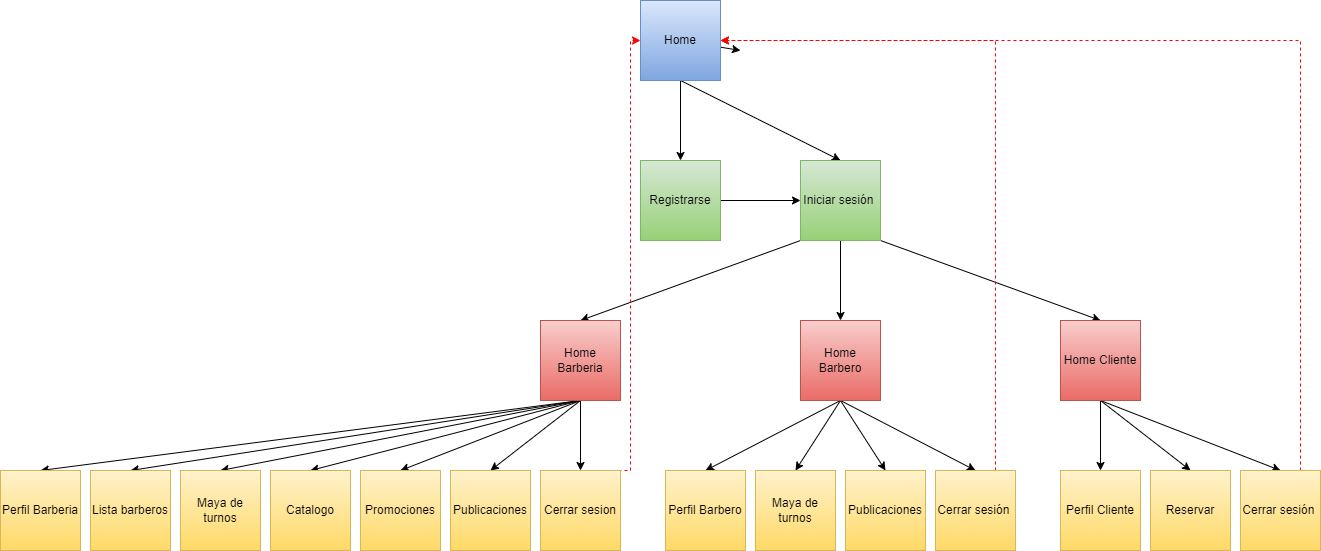 Home
Registrarse
Iniciar sesión
Home
Barberia
Home
Barbero
Home Cliente
Perfil Barberia
Lista barberos
Maya de
turnos
Catalogo
Promociones
Publicaciones
Cerrar sesion
Perfil Barbero
Maya de
turnos
Publicaciones
Cerrar sesión
Perfil Cliente
Reservar
Cerrar sesión